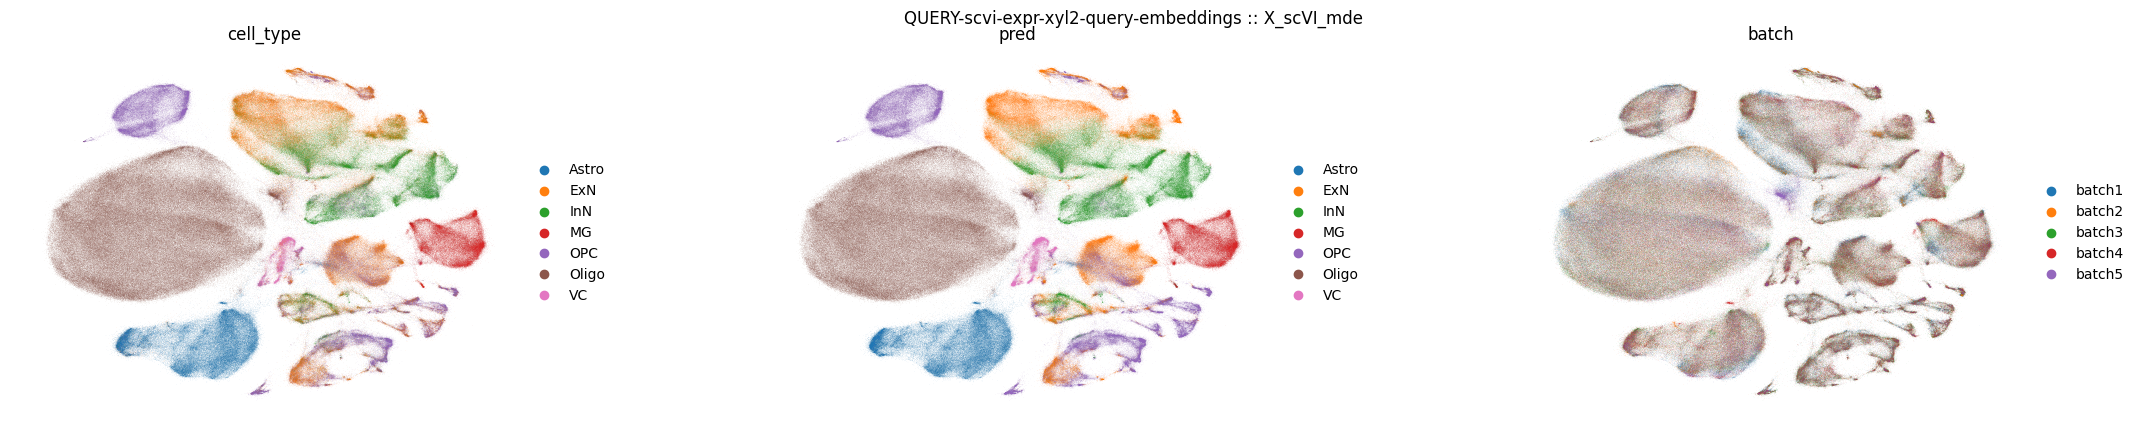 QUERY-scvi-expr-xyl2-query-embeddings :: X_scVI_mde
cell_type
Astro
ExN
InN
MG
OPC
Oligo
VC
pred
Astro
ExN
InN
MG
OPC
Oligo
VC
batch
batch1
batch2
batch3
batch4
batch5